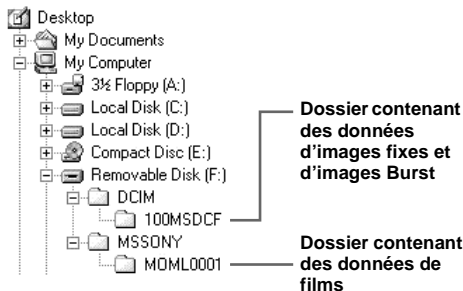 Desktop
My Documents
My Computer
3½ Floppy (A:)
Local Disk (C:)
Local Disk (D:)
Compact Disc (E:)
Removable Disk (F:)
DCIM
100MSDCF
MSSONY
MOML0001
Dossier contenant
des données
d'images fixes et
d'images Burst
Dossier contenant
des données de
films